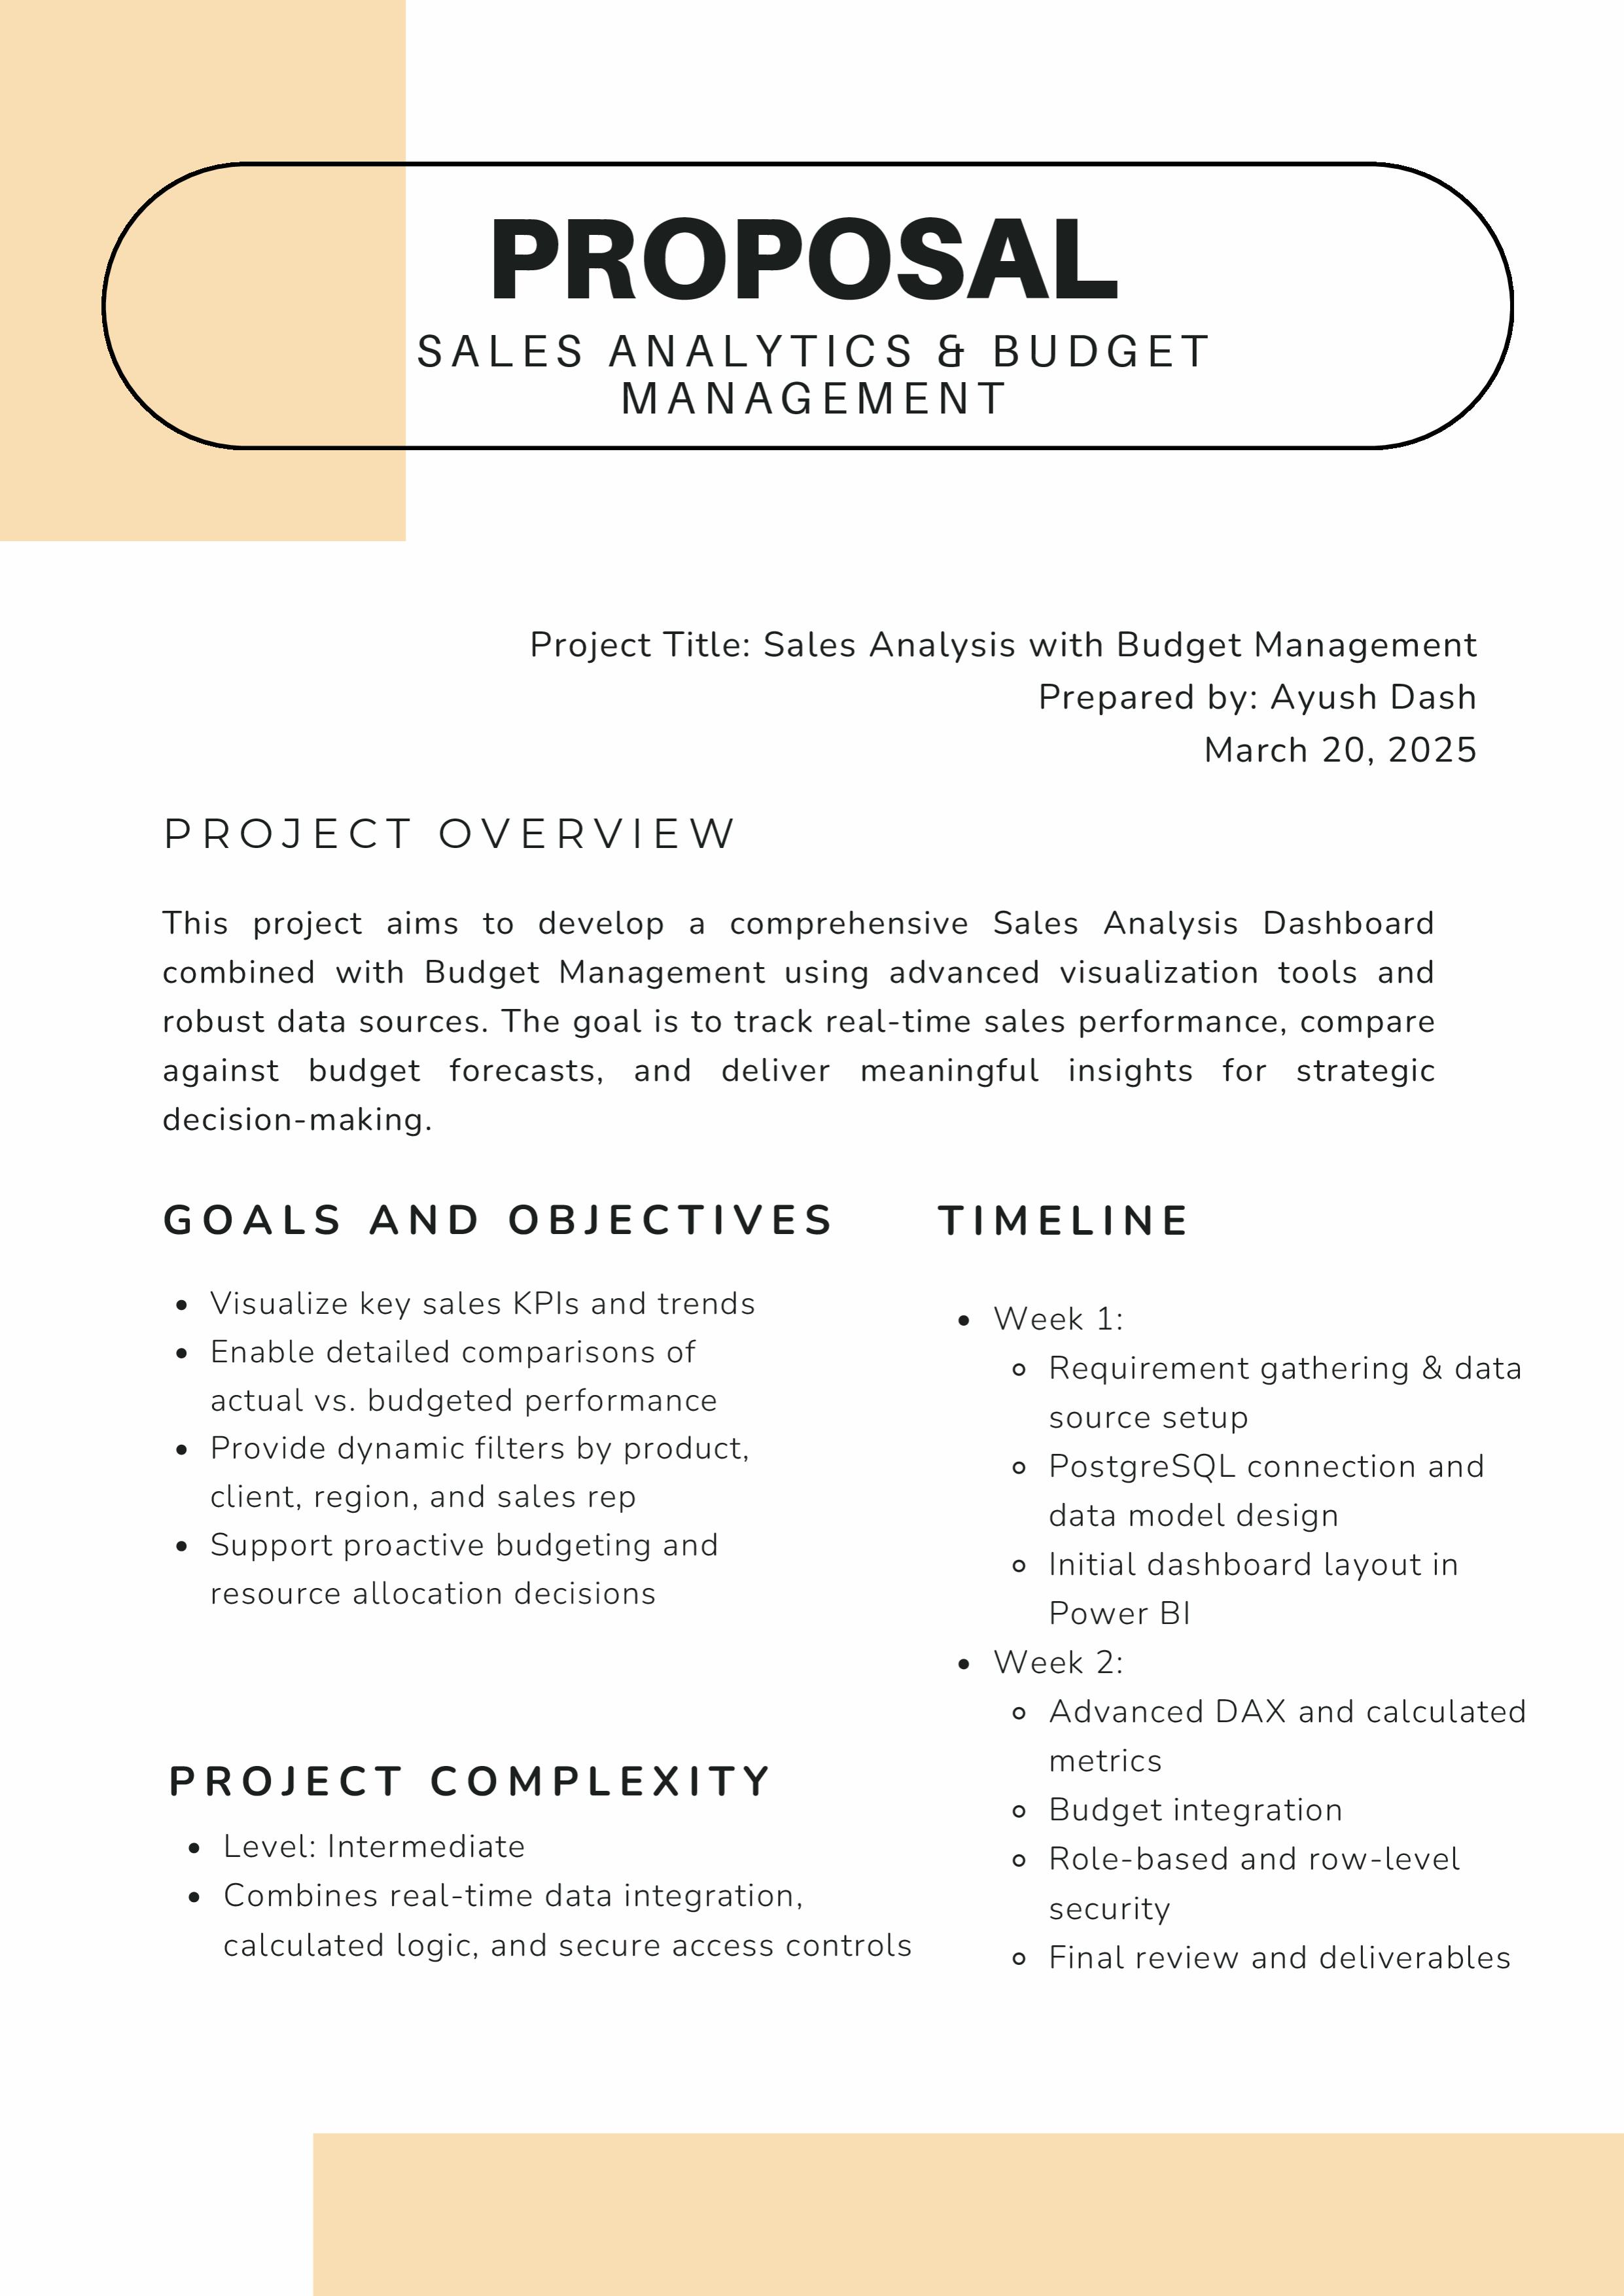 PROPOSAL
SALES ANALYTICS & BUDGET
MANAGEMENT
Project Title: Sales Analysis with Budget Management
Prepared by: Ayush Dash
March 20, 2025
PROJECT OVERVIEW
This project aims to develop a comprehensive Sales Analysis Dashboard
combined with Budget Management using advanced visualization tools and
robust data sources. The goal is to track real-time sales performance, compare
against budget forecasts, and deliver meaningful insights for strategic
decision-making.
GOALS AND OBJECTIVES
• Visualize key sales KPIs and trends
• Enable detailed comparisons of
actual vs. budgeted performance
• Provide dynamic filters by product,
client, region, and sales rep
• Support proactive budgeting and
resource allocation decisions
PROJECT COMPLEXITY
• Level: Intermediate
• Combines real-time data integration,
calculated logic, and secure access controls
TIMELINE
• Week 1:
◦ Requirement gathering & data
source setup
◦ PostgreSQL connection and
data model design
◦ Initial dashboard layout in
Power BI
• Week 2:
◦ Advanced DAX and calculated
metrics
◦ Budget integration
◦ Role-based and row-level
security
◦ Final review and deliverables